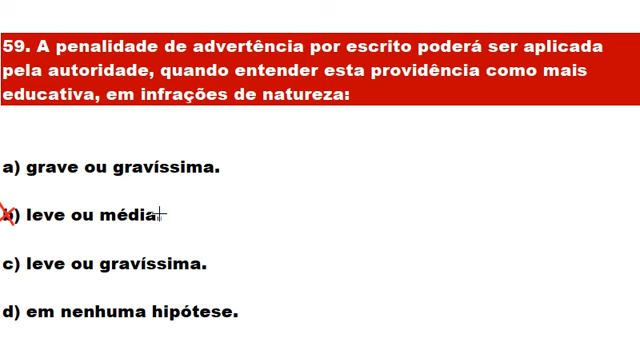 59. A penalidade de advertência por escrito poderá ser aplicada
pela autoridade, quando entender esta providência como mais
educativa, em infrações de natureza:
a) grave ou gravíssima.
b) leve ou média
c) leve ou gravíssima.
d) em nenhuma hipótese.